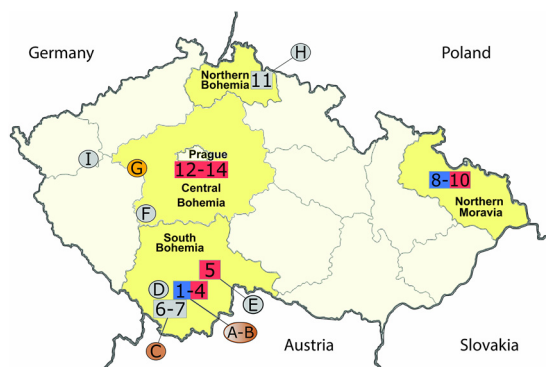 Germany
Poland
H
Northern
Bohemia
11
I
G
Prague
12-14
Central
Bohemia
8-10
Northern
Moravia
F
South
Bohemia
5
D
1-4
E
6-7
A-B
C
Austria
Slovakia